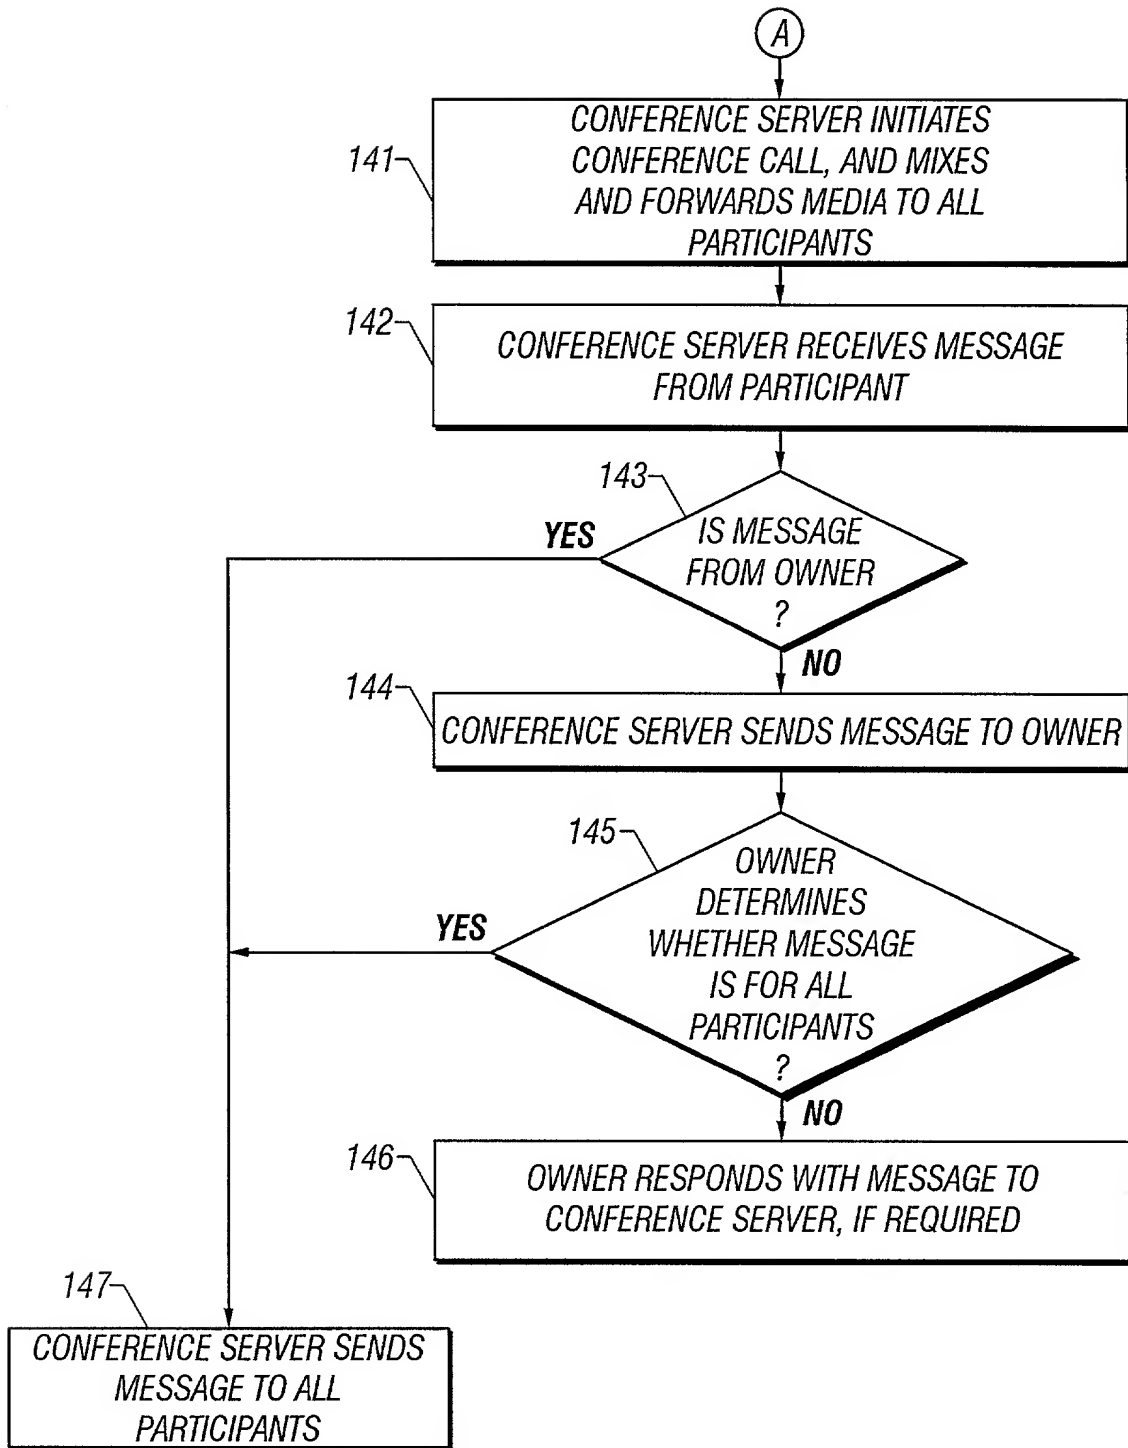 A
141
CONFERENCE SERVER INITIATES
CONFERENCE CALL, AND MIXES
AND FORWARDS MEDIA TO ALL
PARTICIPANTS
142
CONFERENCE SERVER RECEIVES MESSAGE
FROM PARTICIPANT
143
YES
IS MESSAGE
FROM OWNER
?
NO
144
CONFERENCE SERVER SENDS MESSAGE TO OWNER
145
YES
OWNER
DETERMINES
WHETHER MESSAGE
IS FOR ALL
PARTICIPANTS
?
NO
146
OWNER RESPONDS WITH MESSAGE TO
CONFERENCE SERVER, IF REQUIRED
147
CONFERENCE SERVER SENDS
MESSAGE TO ALL
PARTICIPANTS